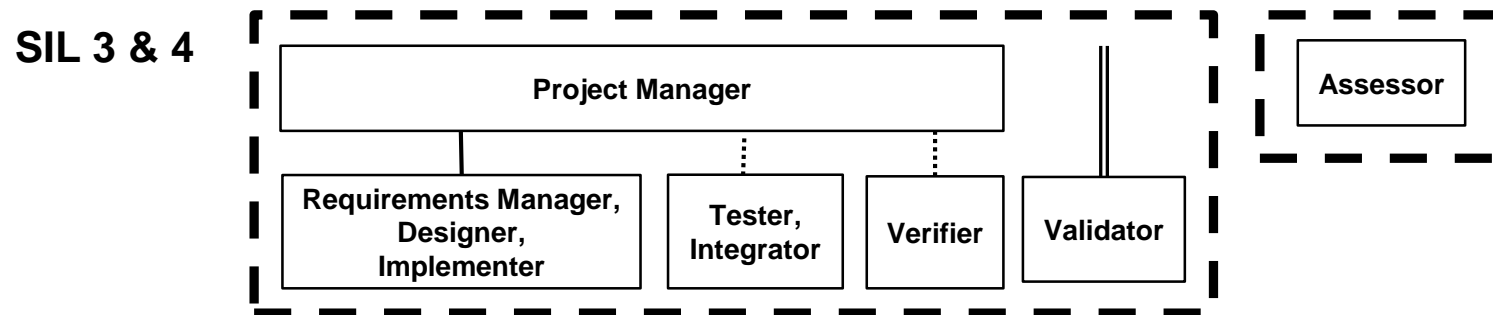 SIL 3 & 4
Project Manager
Assessor
Requirements Manager,
Designer,
Implementer
Tester,
Integrator
Verifier
Validator